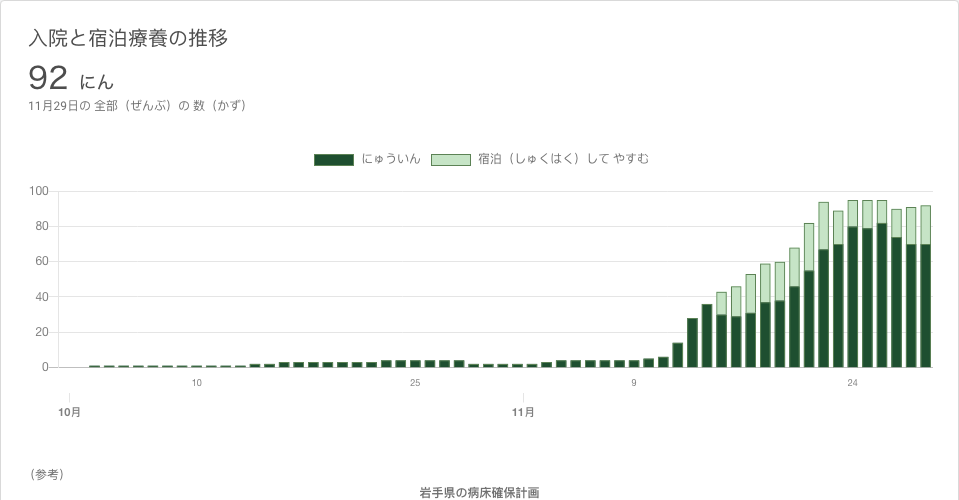 入院と宿泊療養の推移
92 にん
11月29日の 全部（ぜんぶ）の 数（かず）
にゅういん 宿泊（しゅくはく）して やすむ
100
80
60
40
20
0
10 25 9 24
10月 11月
（参考）
岩手県の病床確保計画